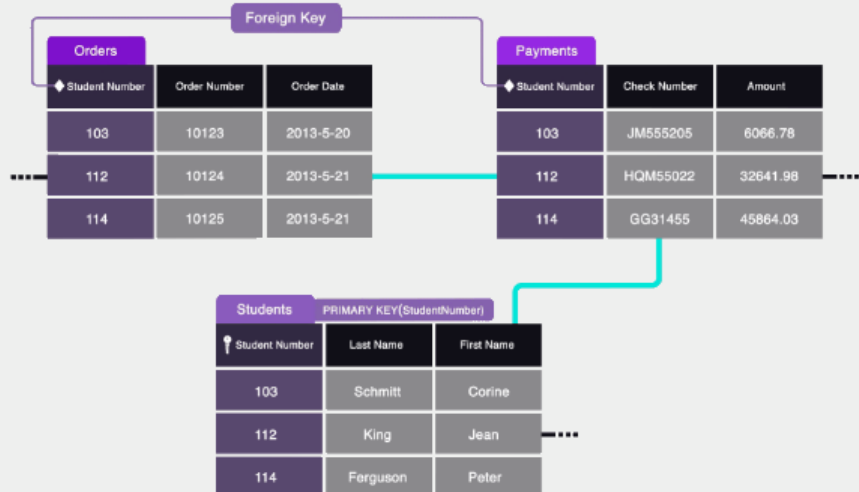 Foreign Key
Orders
Student Number Order Number Order Date
103 10123 2013-5-20
112 10124 2013-5-21
114 10125 2013-5-21
Payments
Student Number Check Number Amount
103 JM555205 6066.78
112 HQM55022 32641.98
114 GG31455 45864.03
Students PRIMARY KEY(StudentNumber)
Student Number Last Name First Name
103 Schmitt Corine
112 King Jean
114 Ferguson Peter